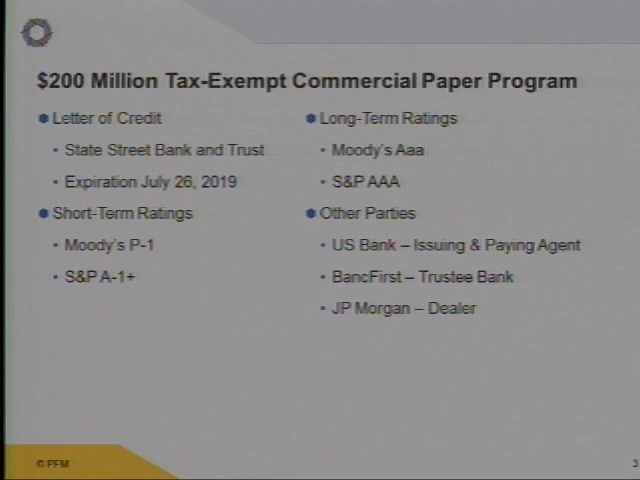 $200 Million Tax-Exempt Commercial Paper Program
Letter of Credit
State Street Bank and Trust
Expiration July 26, 2019
Short-Term Ratings
Moody's P-1
S&P A-1+
Long-Term Ratings
Moody's Aaa
S&P AAA
Other Parties
US Bank – Issuing & Paying Agent
BancFirst – Trustee Bank
JP Morgan – Dealer
© PFM
3